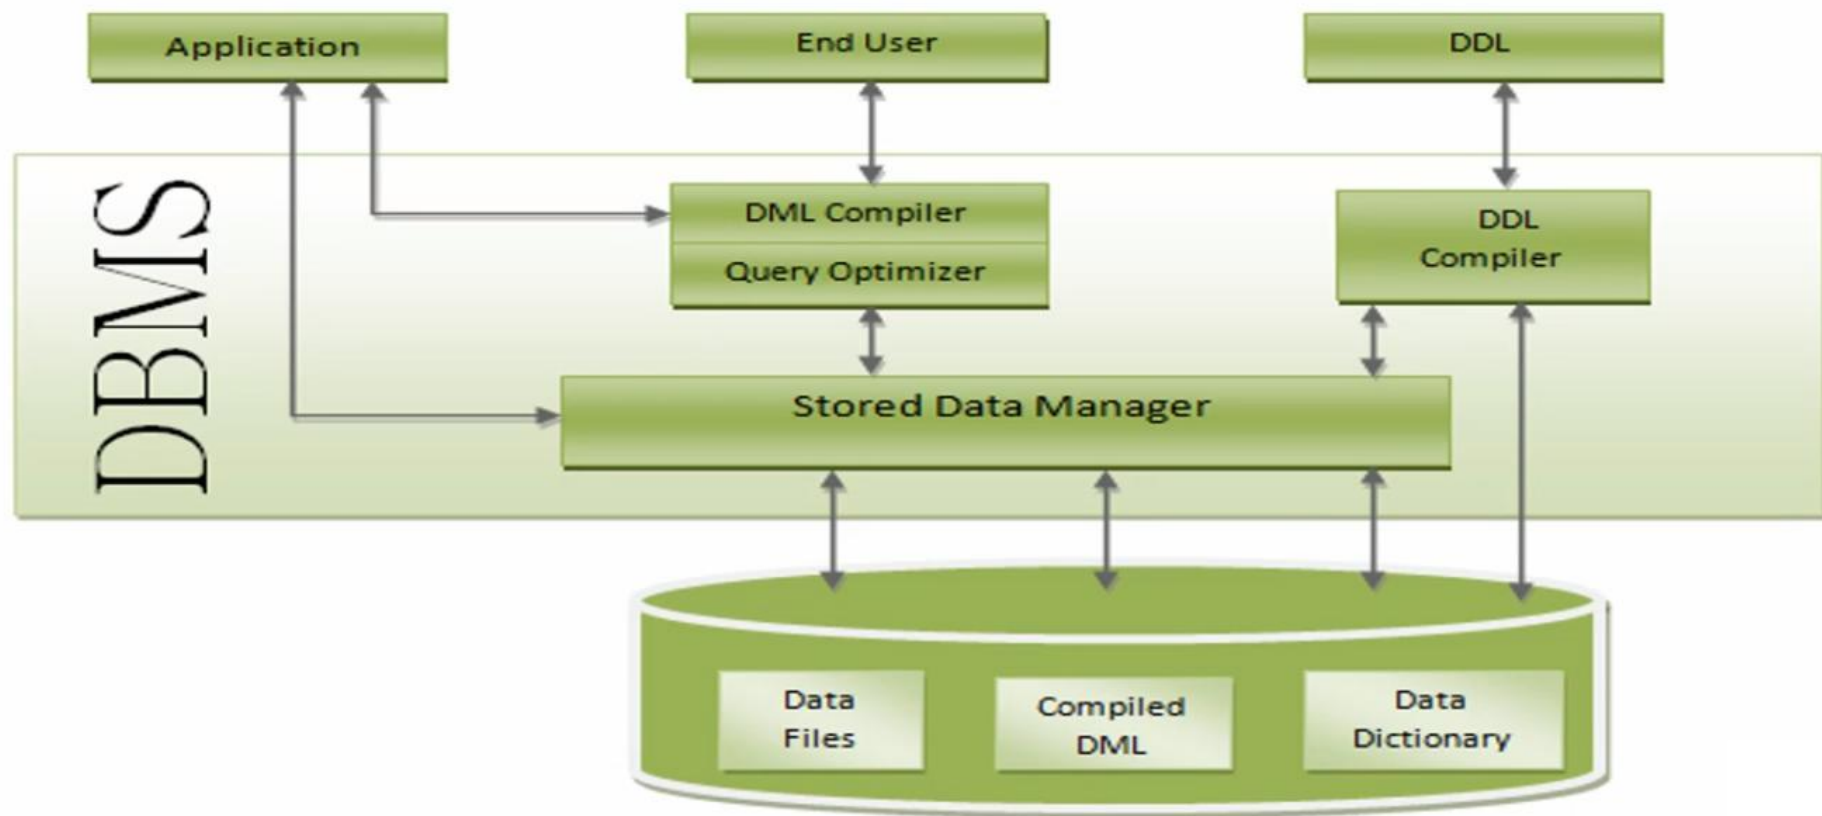 Application
End User
DDL
DBMS
DML Compiler
Query Optimizer
DDL
Compiler
Stored Data Manager
Data
Files
Compiled
DML
Data
Dictionary